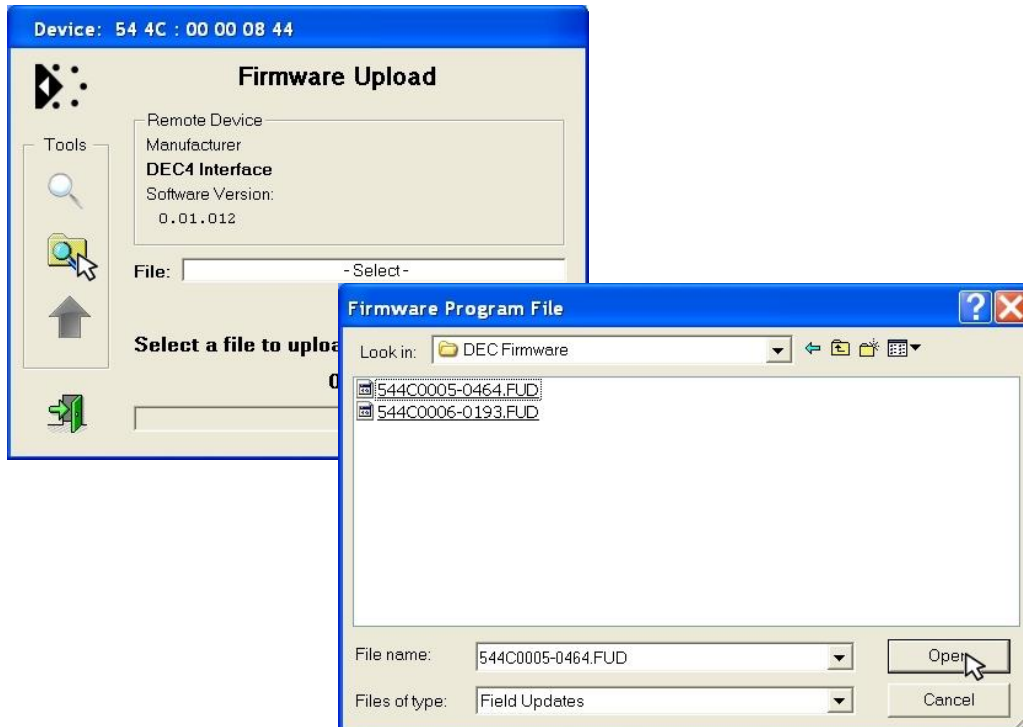 Device: 54 4C : 00 00 08 44
Firmware Upload
Tools
Remote Device
Manufacturer
DEC4 Interface
Software Version:
0.01.012
File: -Select-
Select a file to
Firmware Program File
Look in: DEC Firmware
544C0005-0464.FUD
544C0006-0193.FUD
File name: 544C0005-0464.FUD
Open
Files of type: Field Updates
Cancel